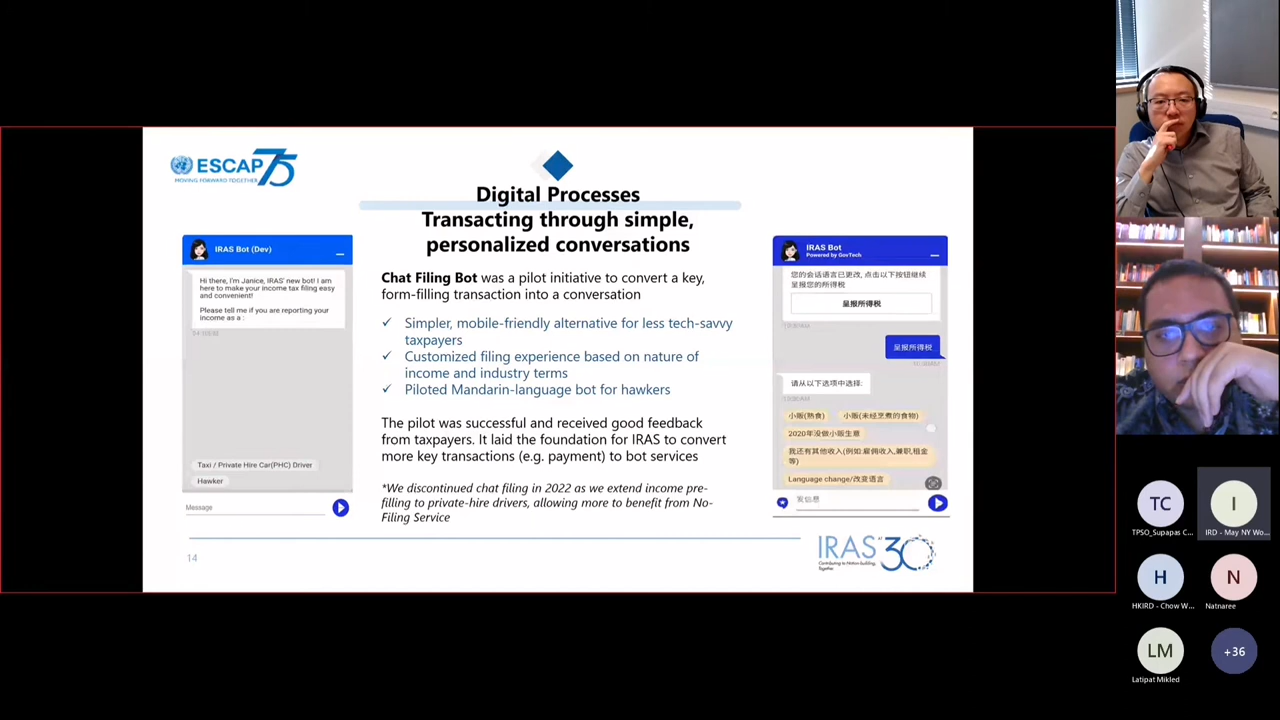 ESCAP 75
MOVING FORWARD TOGETHER
Digital Processes
Transacting through simple,
personalized conversations
IRAS Bot (Dev)
Hi there, I'm Janice, IRAS' new bot! I am
here to make your income tax filing easy
and convenient!
Please tell me if you are reporting your
income as a :
Taxi / Private Hire Car(PHC) Driver
Hawker
Message
Chat Filing Bot was a pilot initiative to convert a key,
form-filling transaction into a conversation
✓ Simpler, mobile-friendly alternative for less tech-savvy
taxpayers
✓ Customized filing experience based on nature of
income and industry terms
✓ Piloted Mandarin-language bot for hawkers
The pilot was successful and received good feedback
from taxpayers. It laid the foundation for IRAS to convert
more key transactions (e.g. payment) to bot services
*We discontinued chat filing in 2022 as we extend income pre-
filling to private-hire drivers, allowing more to benefit from No-
Filing Service
IRAS Bot
Powered by GovTech
您的会话语言已更改, 点击以下按钮继续
呈报您的所得税
呈报所得税
呈报所得税
请从以下选项中选择:
小贩(熟食)
小贩(未经烹煮的食物)
2020年没做小贩生意
我还有其他收入(例如:雇佣收入,兼职,租金
等)
Language change/改变语言
发信息
14
IRAS AT 30
Contributing to Nation-building,
Together
TC
TPSO_Supapas C...
I
IRD - May NY Wo...
H
HKIRD - Chow W...
N
Natnaree
LM
Latipat Mikled
+36